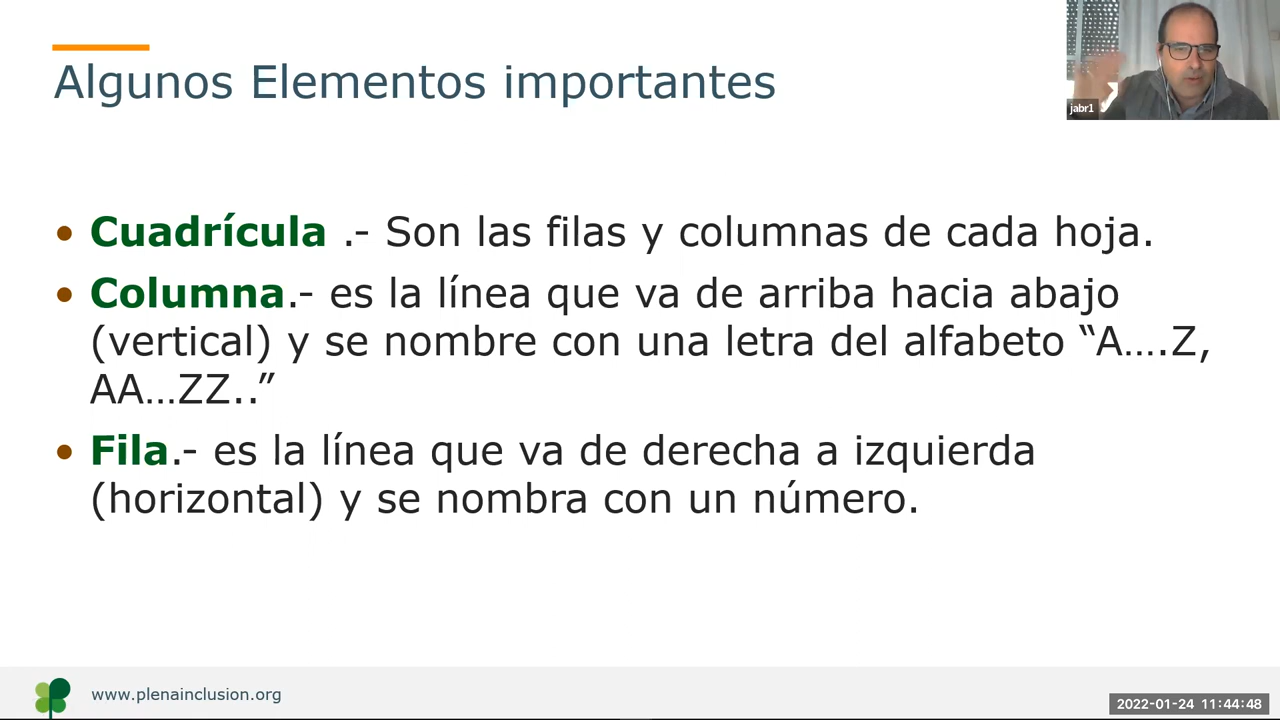 Algunos Elementos importantes
jabr1
• Cuadrícula .- Son las filas y columnas de cada hoja.
• Columna.- es la línea que va de arriba hacia abajo
(vertical) y se nombre con una letra del alfabeto “A….Z,
AA…ZZ..”
• Fila.- es la línea que va de derecha a izquierda
(horizontal) y se nombra con un número.
www.plenainclusion.org
2022-01-24 11:44:48